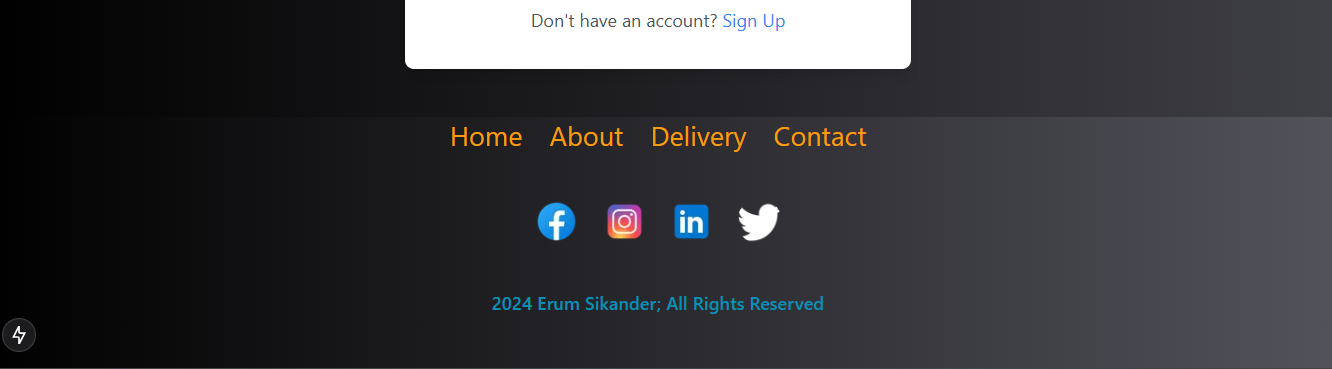 Don't have an account? Sign Up
Home About Delivery Contact
2024 Erum Sikander; All Rights Reserved